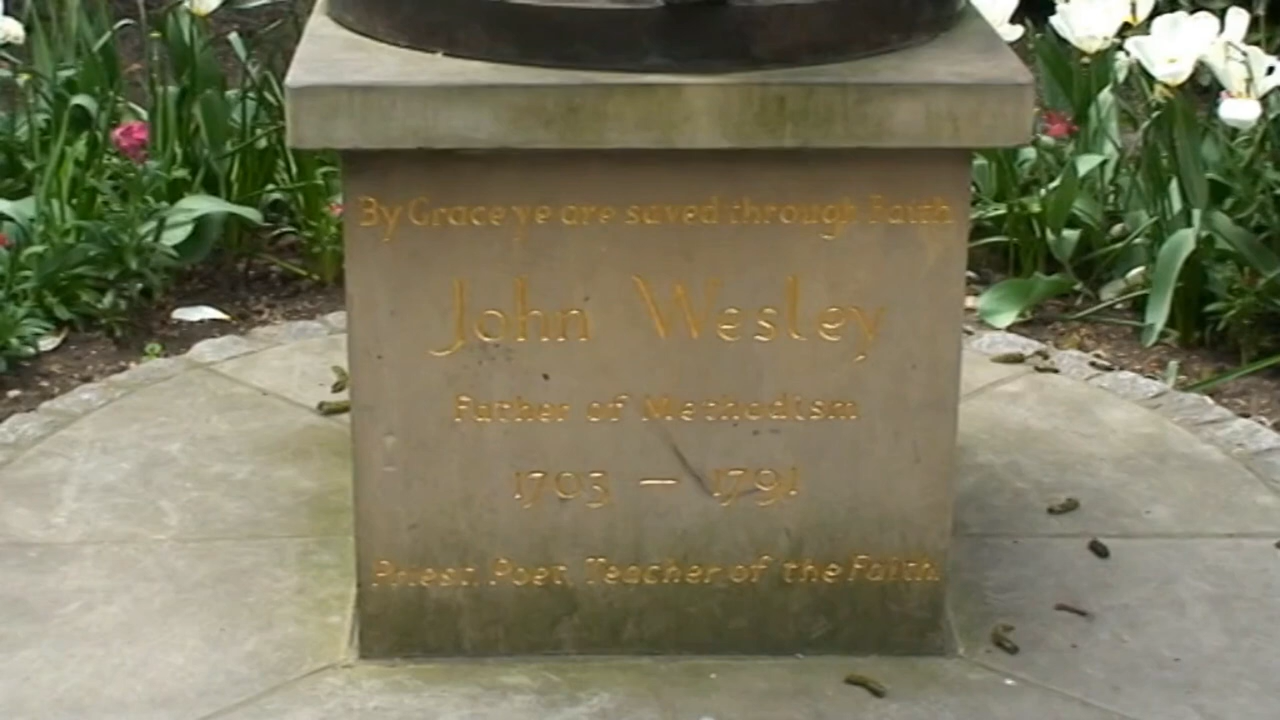 By Grace ye are saved through Faith
John Wesley
Father of Methodism
1703 — 1791
Priest, Poet, Teacher of the Faith.